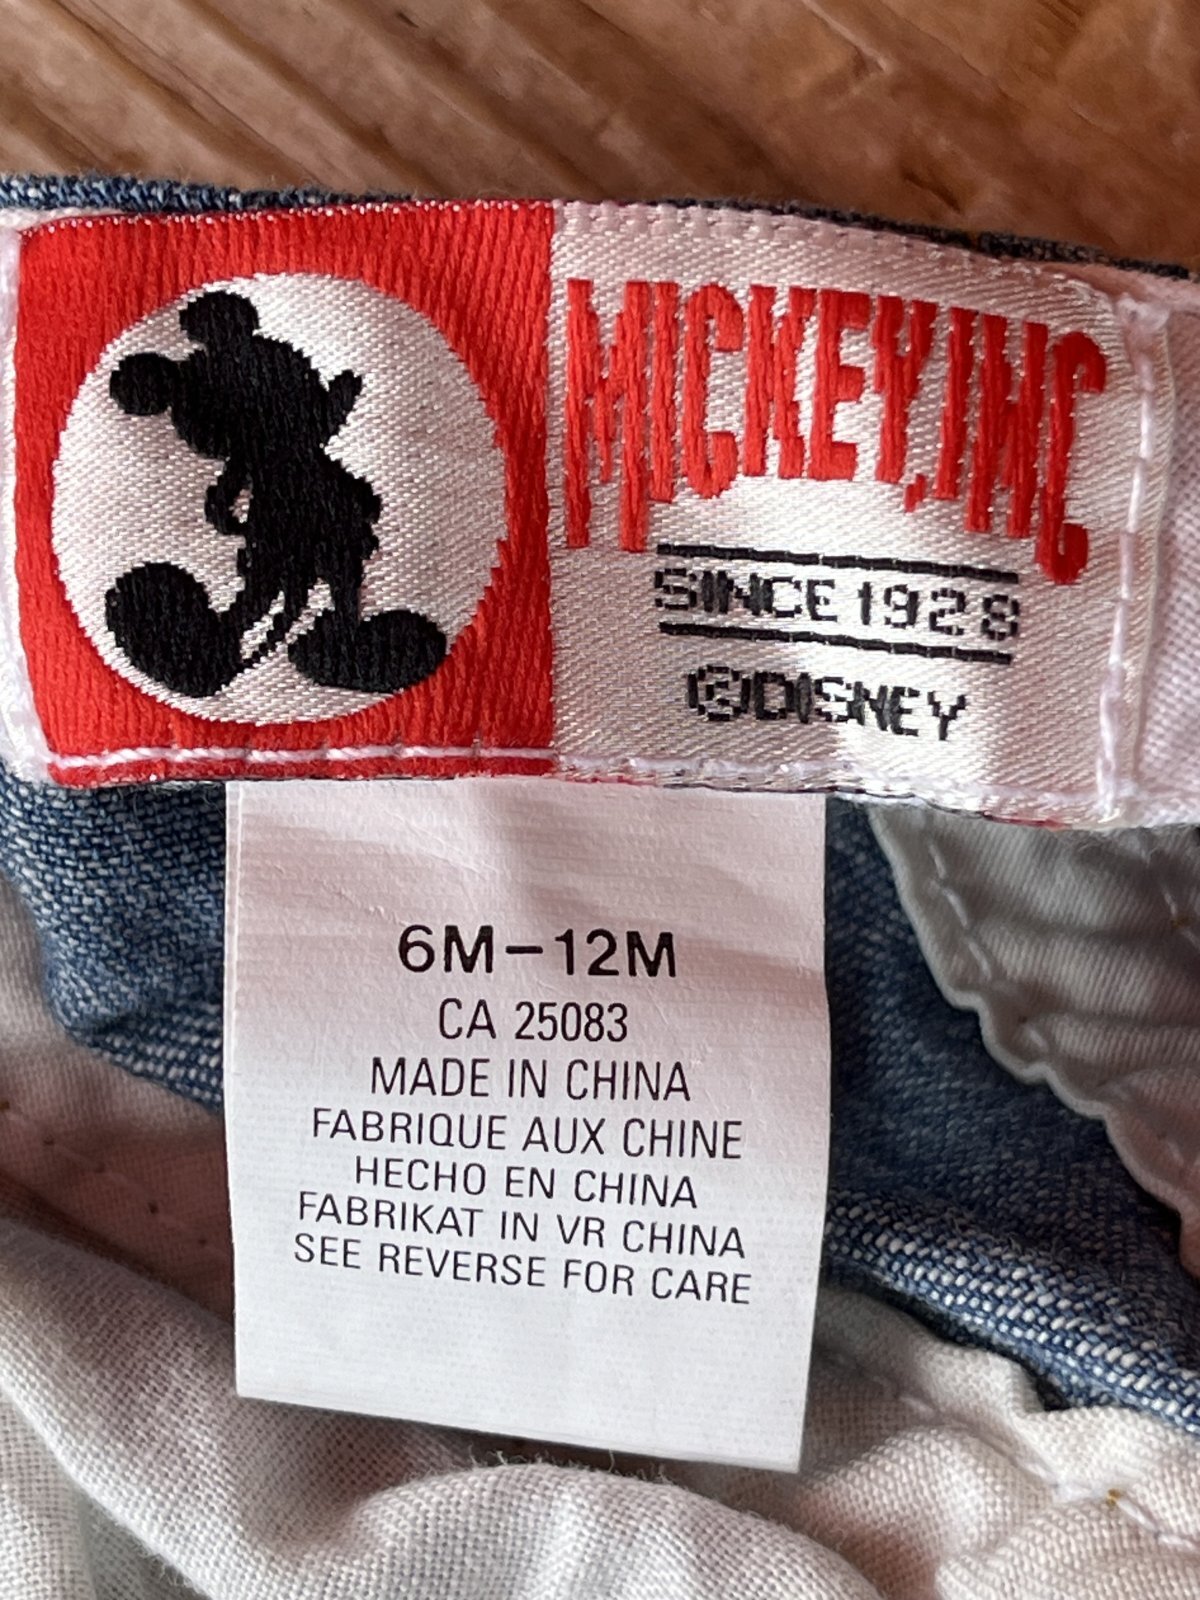 MICKEY, INC
SINCE 1928
©DISNEY
6M-12M
CA 25083
MADE IN CHINA
FABRIQUE AUX CHINE
HECHO EN CHINA
FABRIKAT IN VR CHINA
SEE REVERSE FOR CARE